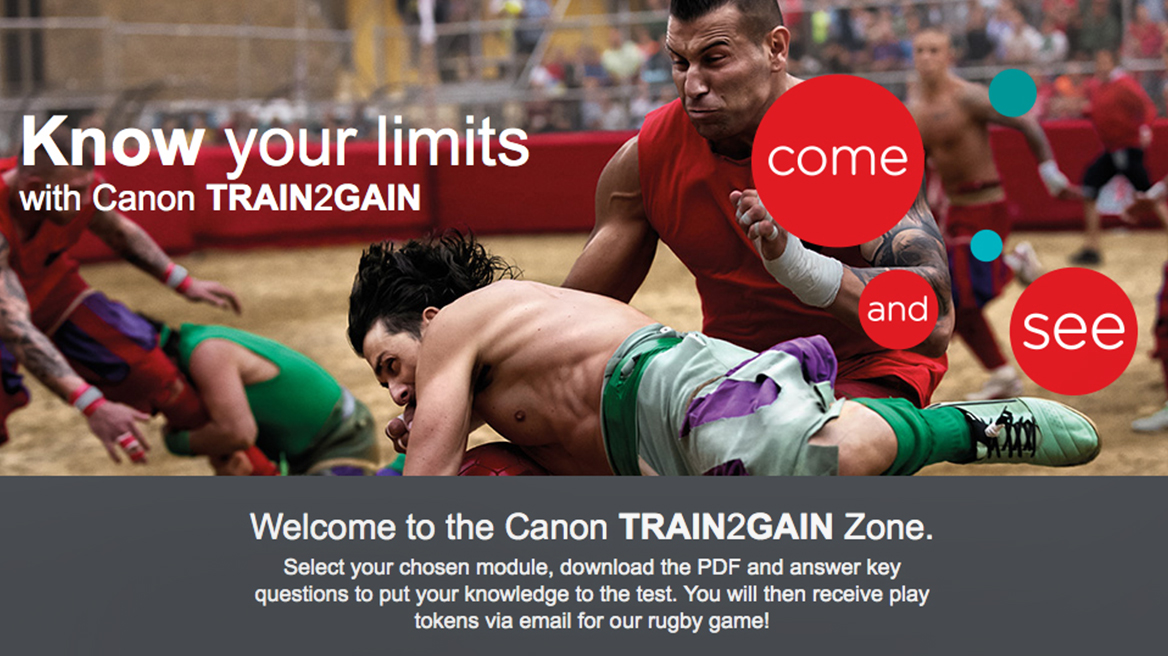 Know your limits
with Canon TRAIN2GAIN
come
and
see
Welcome to the Canon TRAIN2GAIN Zone.
Select your chosen module, download the PDF and answer key
questions to put your knowledge to the test. You will then receive play
tokens via email for our rugby game!